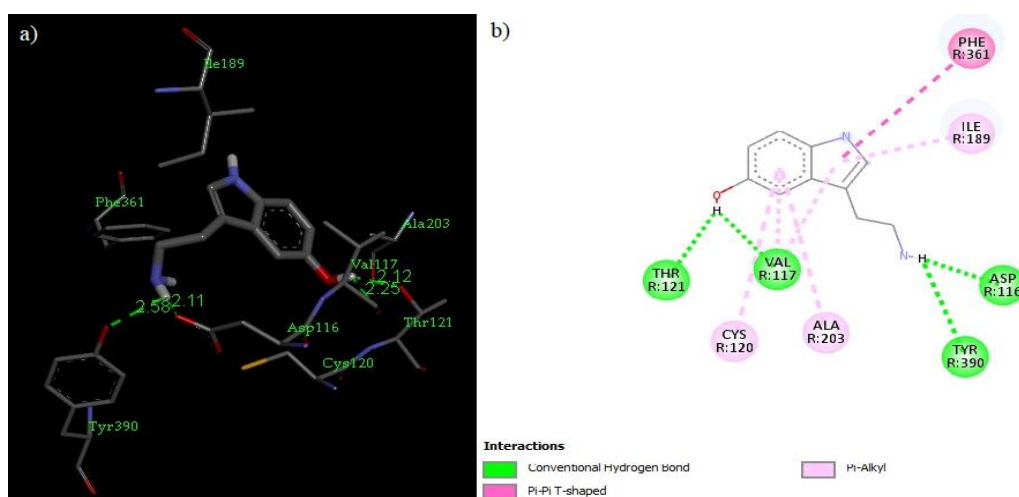 a)
Ile189
Phe361
Ala203
Val117
2.12
2.25
2.58
2.11
Asp116
Thr121
Cys120
Tyr390
b)
PHE
R:361
ILE
R:189
N
O
H
THR
R:121
VAL
R:117
N H
ASP
R:116
CYS
R:120
ALA
R:203
TYR
R:390
Interactions
Conventional Hydrogen Bond
Pi-Alkyl
Pi-Pi T-shaped